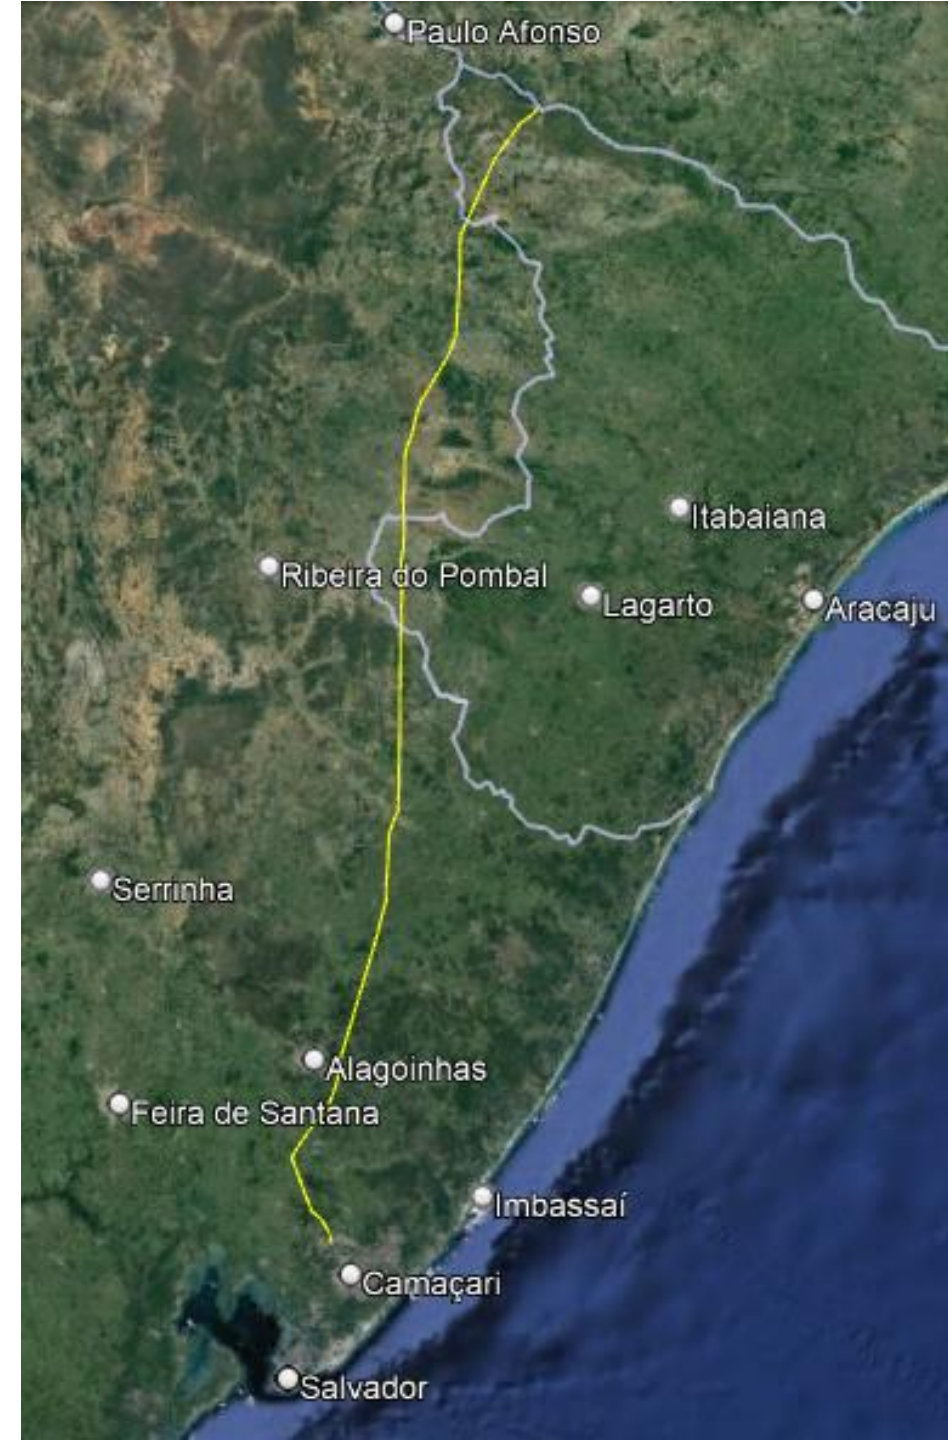 Paulo Afonso
Itabaiana
Ribeira do Pombal
Lagarto
Aracaju
Serrinha
Alagoinhas
Feira de Santana
Imbassaí
Camaçari
Salvador